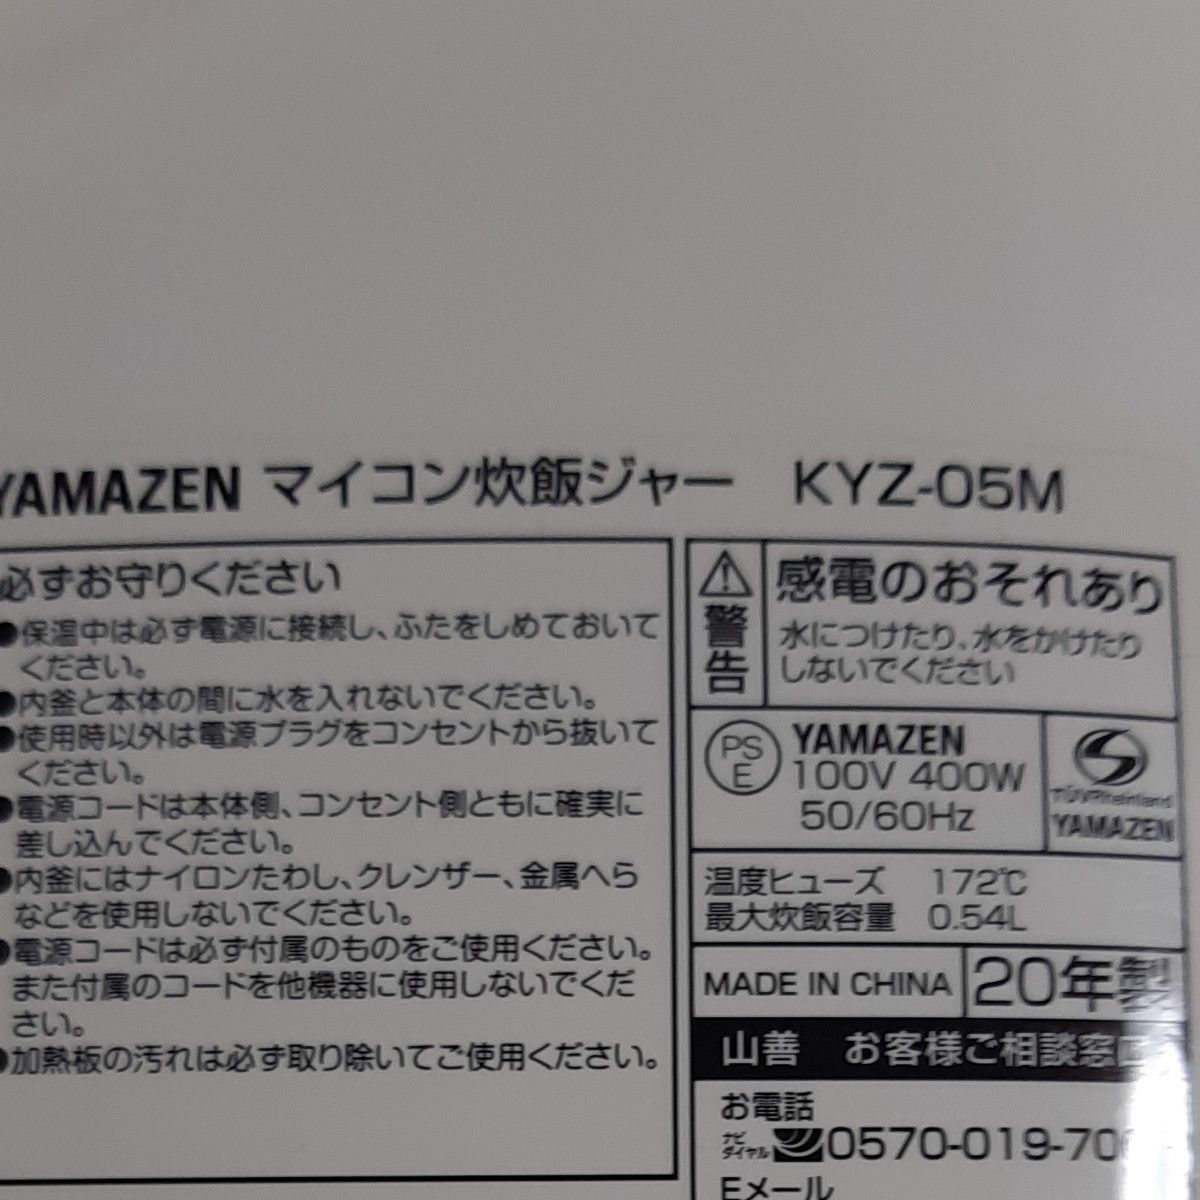 YAMAZEN マイコン炊飯ジャー KYZ-05M
必ずお守りください
●保温中は必ず電源に接続し、ふたをしめておいて
ください。
●内釜と本体の間に水を入れないでください。
●使用時以外は電源プラグをコンセントから抜いて
ください。
●電源コードは本体側、コンセント側ともに確実に
差し込んでください。
●内釜にはナイロンたわし、クレンザー、金属へら
などを使用しないでください。
●電源コードは必ず付属のものをご使用ください。
また付属のコードを他機器に使用しないでくだ
さい。
●加熱板の汚れは必ず取り除いてご使用ください。
警告
感電のおそれあり
水につけたり、水をかけたり
しないでください
PS
E
YAMAZEN
100V 400W
50/60Hz
TÜVRheinland
YAMAZEN
温度ヒューズ 172℃
最大炊飯容量 0.54L
MADE IN CHINA
20年製
山善 お客様ご相談窓口
お電話
ナビ
ダイヤル
0570-019-70
Eメール